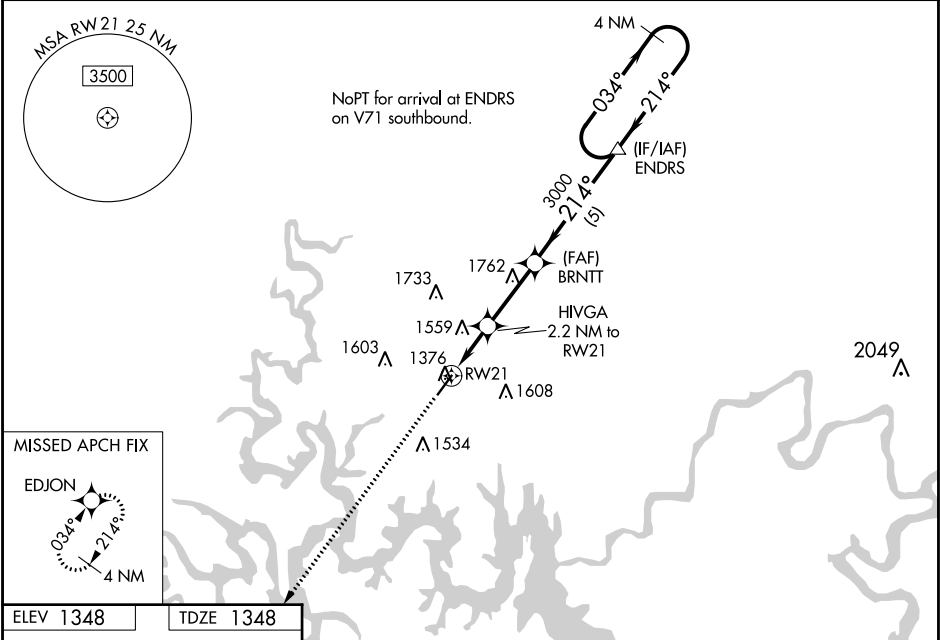 MSA RW21 25 NM
3500
NoPT for arrival at ENDRS
on V71 southbound.
4 NM
034°
214°
(IF/IAF)
ENDRS
3000
214°
(5)
(FAF)
BRNTT
1762
1733
HIVGA
2.2 NM to
RW21
1559
1603
1376
RW21
1608
2049
1534
MISSED APCH FIX
EDJON
034°
214°
4 NM
ELEV 1348
TDZE 1348